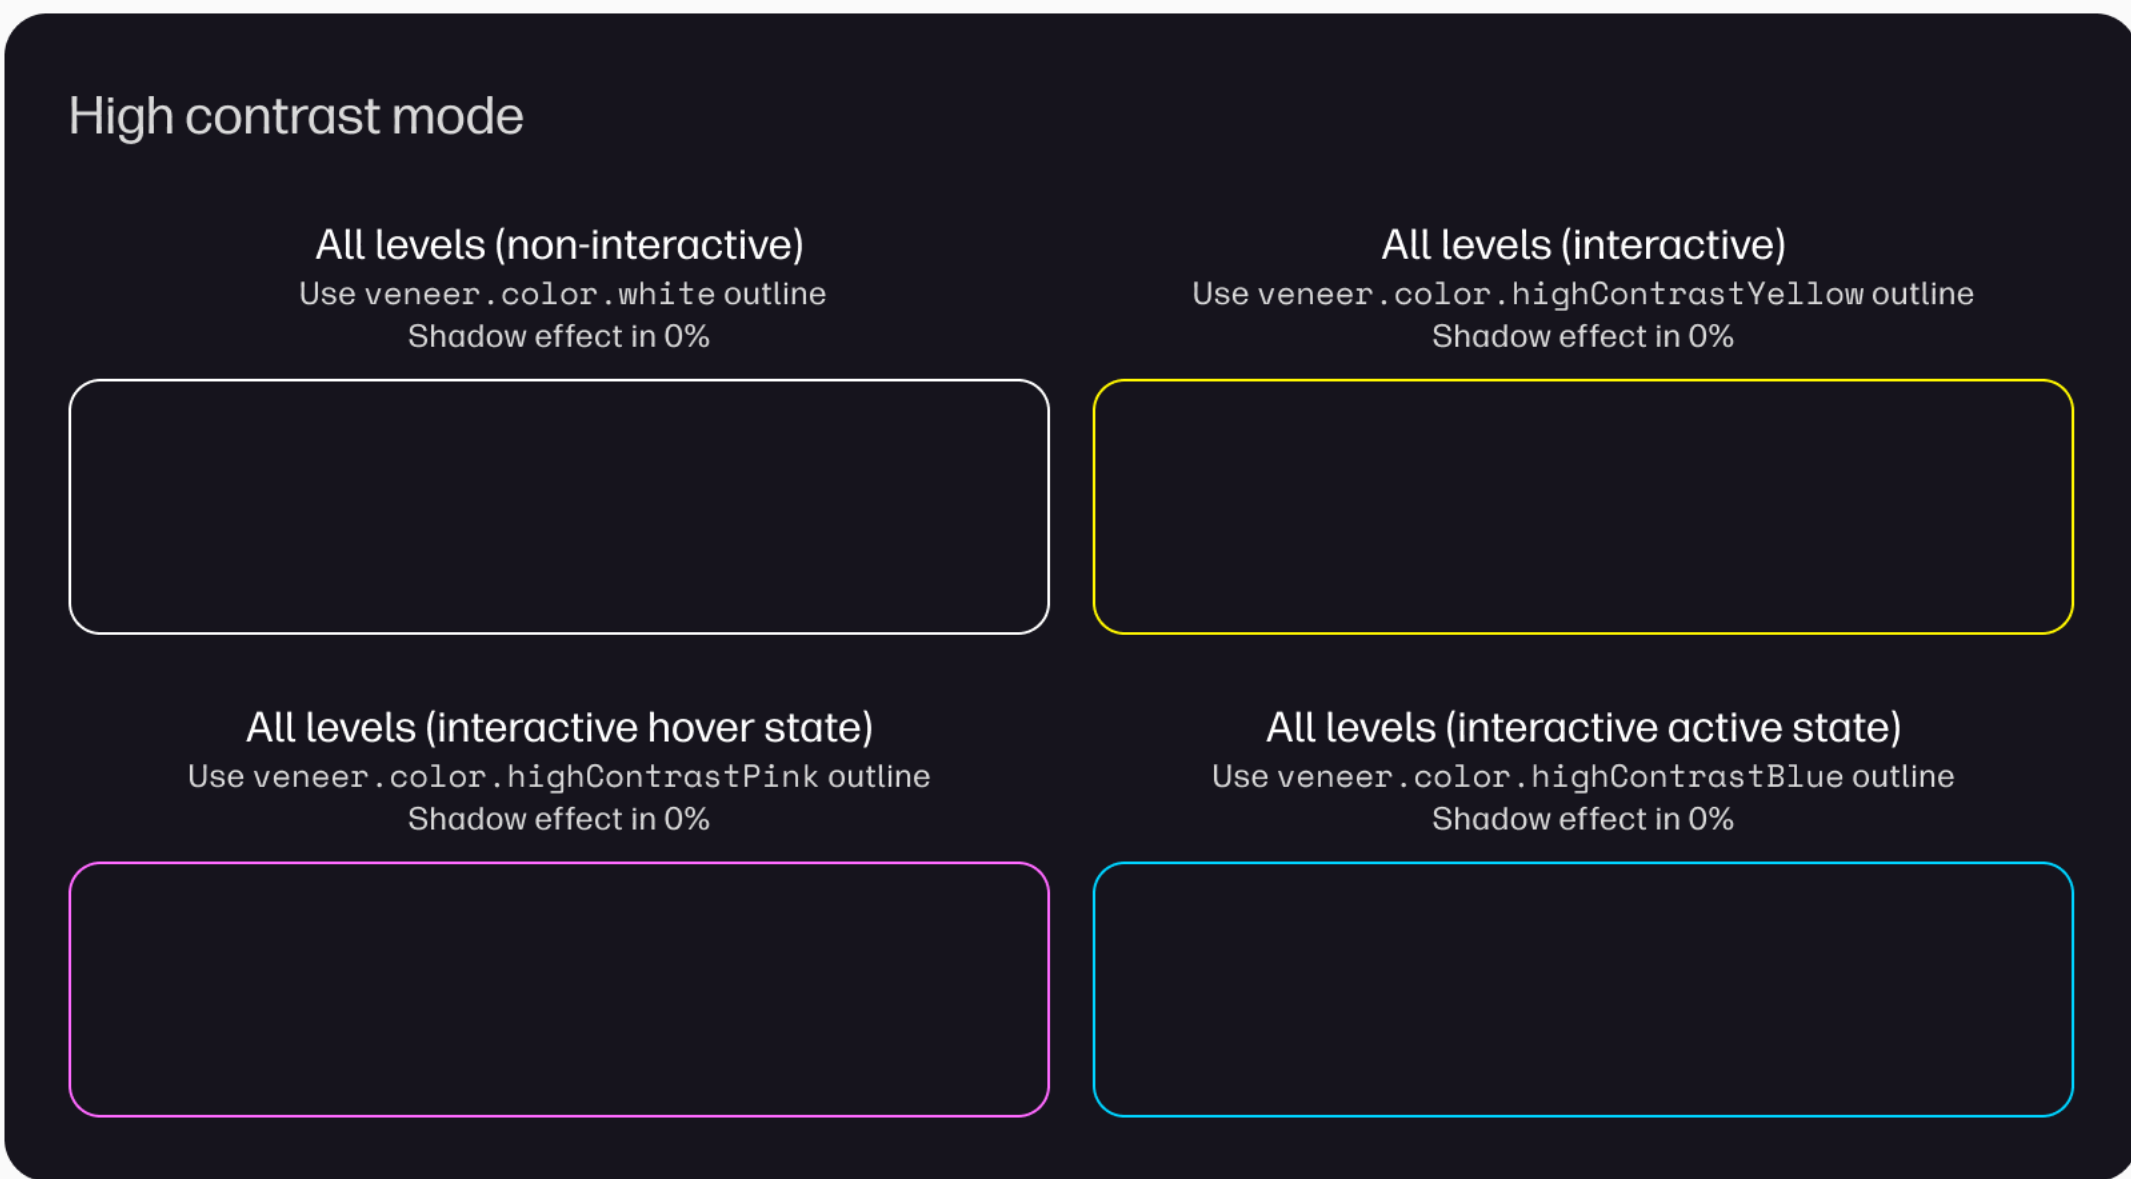 High contrast mode
All levels (non-interactive)
Use veneer.color.white outline
Shadow effect in 0%
All levels (interactive)
Use veneer.color.highContrastYellow outline
Shadow effect in 0%
All levels (interactive hover state)
Use veneer.color.highContrastPink outline
Shadow effect in 0%
All levels (interactive active state)
Use veneer.color.highContrastBlue outline
Shadow effect in 0%